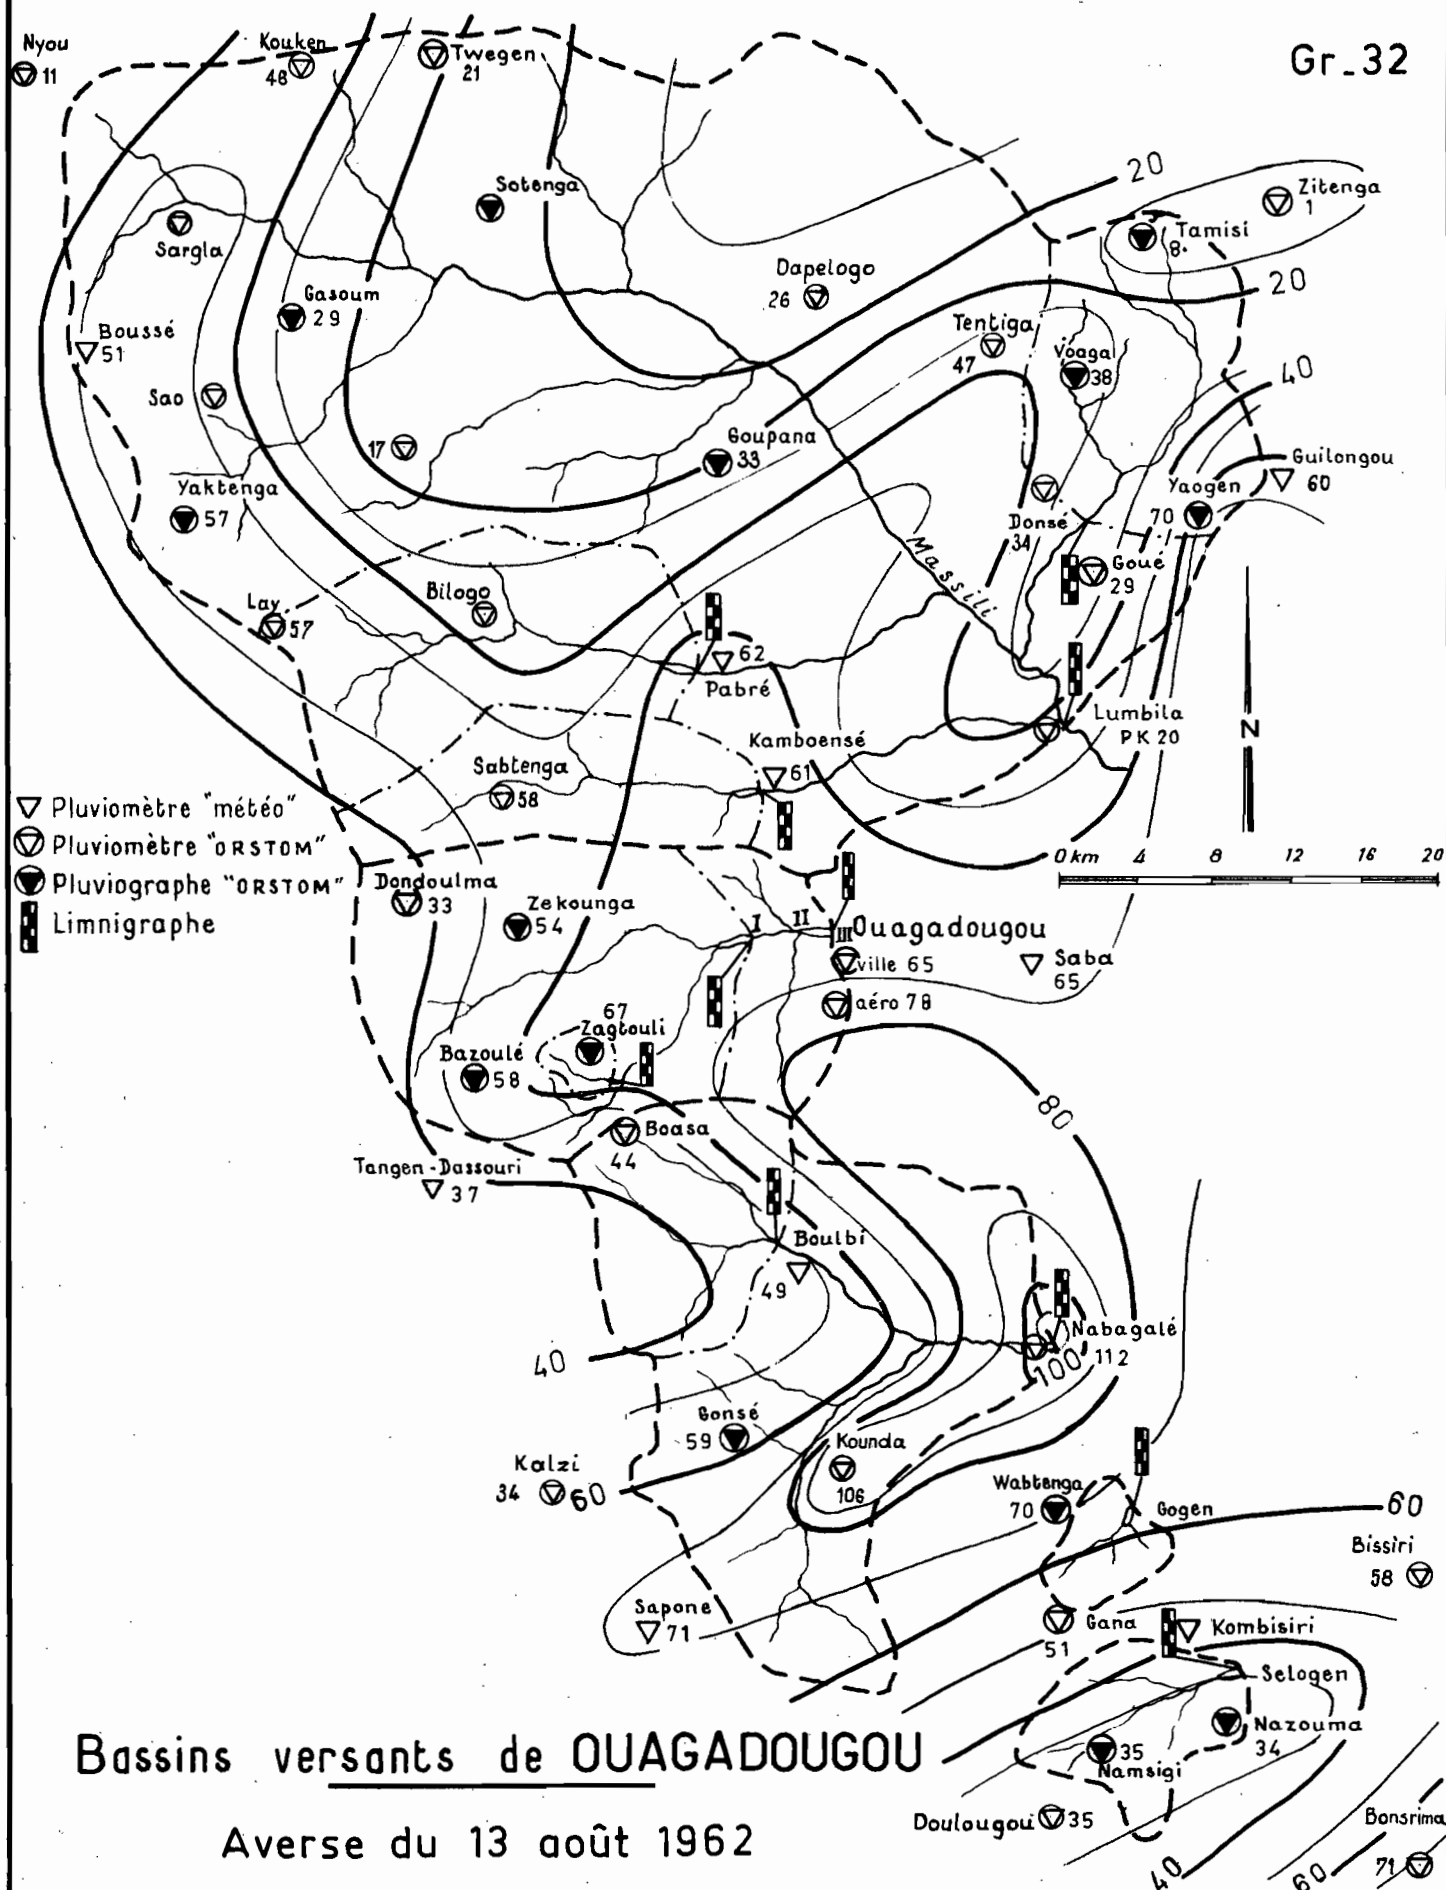 Gr_32
Nyou
11
Kouken
48
Twegen
21
Sotenga
20
Zitenga
1
Sargla
Tamisi
8
Dapelogo
26
20
Gasoum
29
Boussé
51
Tentiga
47
Voaga
38
40
Sao
17
Goupana
33
Guilongou
60
Yaktenga
57
Yaogen
70
Donsé
34
Massili
Goué
29
Bilogo
Lay
57
62
Pabré
N
Lumbila
PK 20
Kamboensé
61
Sabtenga
58
Pluviomètre "météo"
Pluviomètre "ORSTOM"
Pluviographe "ORSTOM"
Limnigraphe
0 km 4 8 12 16 20
Dondoulma
33
Zekounga
54
I II III
Ouagadougou
ville 65
Saba
65
aéro 78
67
Zagtouli
Bazoulé
58
80
Boasa
44
Tangen-Dassouri
37
Boulbi
49
Nabagalé
112
100
40
Gonsé
59
Kounda
106
Kalzi
34
60
Wabtenga
70
Gogen
60
Bissiri
58
Sapone
71
Gana
51
Kombisiri
Selogen
Nazouma
34
35
Namsigi
Doulougou 35
Bonsrima
71
40
60
Bassins versants de OUAGADOUGOU
Averse du 13 août 1962